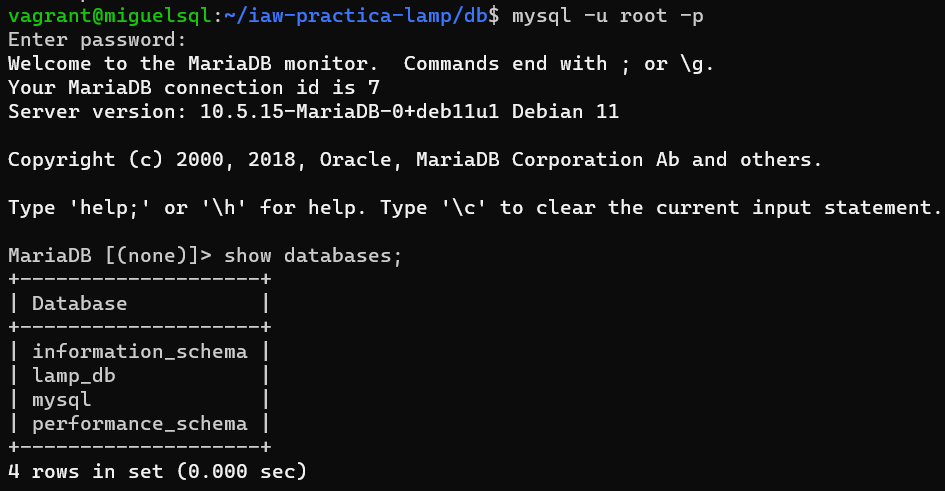 vagrant@miguelsql:~/iaw-practica-lamp/db$ mysql -u root -p
Enter password:
Welcome to the MariaDB monitor.  Commands end with ; or \g.
Your MariaDB connection id is 7
Server version: 10.5.15-MariaDB-0+deb11u1 Debian 11

Copyright (c) 2000, 2018, Oracle, MariaDB Corporation Ab and others.

Type 'help;' or '\h' for help. Type '\c' to clear the current input statement.

MariaDB [(none)]> show databases;
+--------------------+
| Database           |
+--------------------+
| information_schema |
| lamp_db            |
| mysql              |
| performance_schema |
+--------------------+
4 rows in set (0.000 sec)